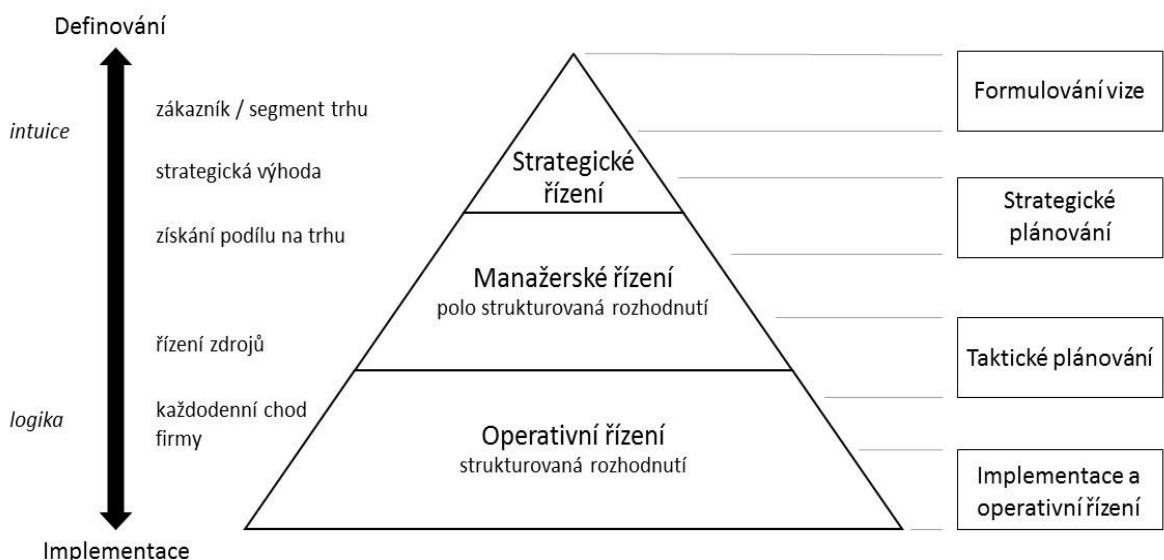 Definování
intuice
logika
Implementace
zákazník / segment trhu
strategická výhoda
získání podílu na trhu
řízení zdrojů
každodenní chod
firmy
Strategické
řízení
Manažerské řízení
polo strukturovaná rozhodnutí
Operativní řízení
strukturovaná rozhodnutí
Formulování vize
Strategické
plánování
Taktické plánování
Implementace a
operativní řízení